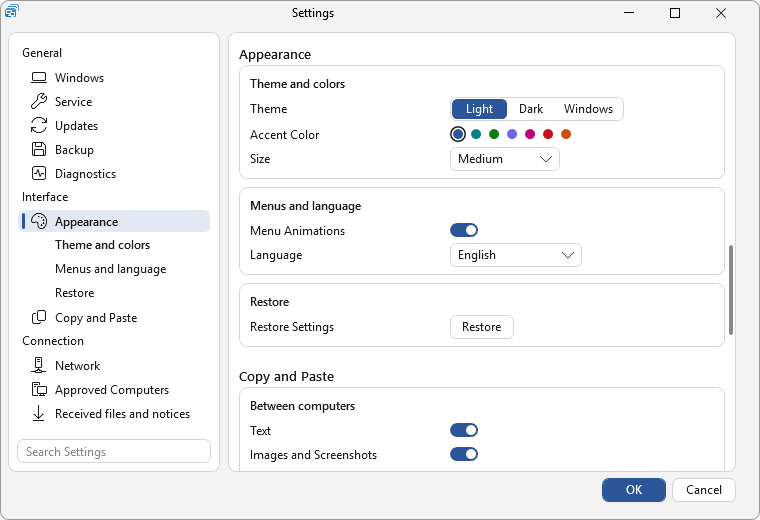 Settings
General
Windows
Service
Updates
Backup
Diagnostics
Interface
Appearance
Theme and colors
Menus and language
Restore
Copy and Paste
Connection
Network
Approved Computers
Received files and notices
Search Settings
Appearance
Theme and colors
Theme Light Dark Windows
Accent Color
Size Medium
Menus and language
Menu Animations
Language English
Restore
Restore Settings Restore
Copy and Paste
Between computers
Text
Images and Screenshots
OK Cancel